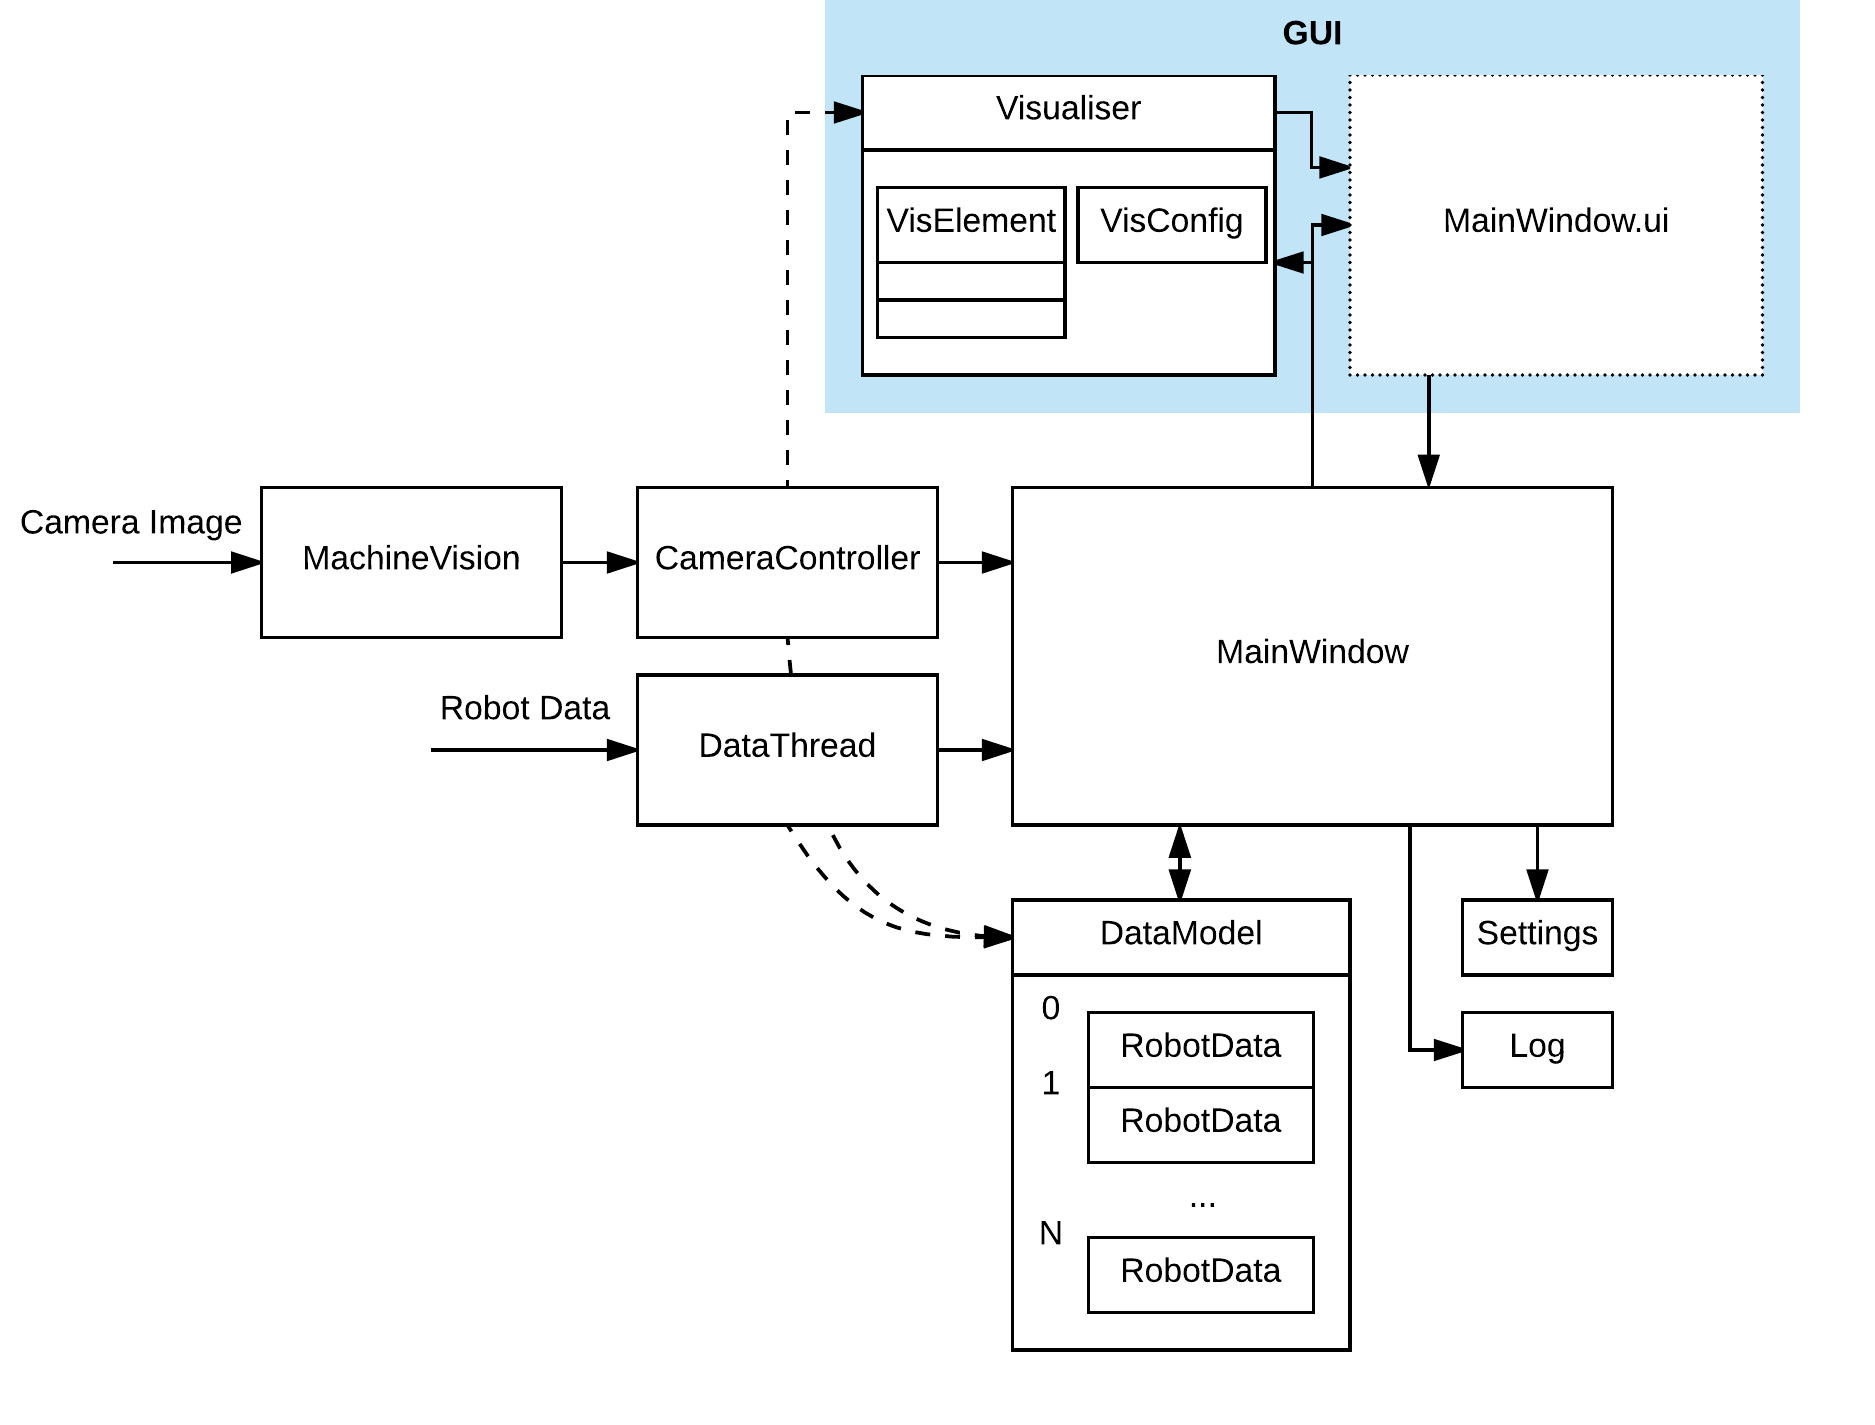 GUI
Visualiser
VisElement
VisConfig
MainWindow.ui
Camera Image
MachineVision
CameraController
MainWindow
Robot Data
DataThread
DataModel
Settings
0
RobotData
Log
1
RobotData
...
N
RobotData